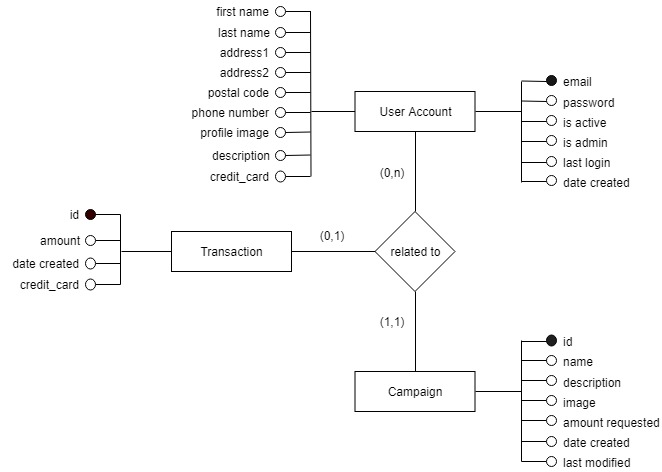 first name
last name
address1
address2
postal code
phone number
profile image
description
credit_card
User Account
email
password
is active
is admin
last login
date created
(0,n)
id
amount
date created
credit_card
Transaction
(0,1)
related to
(1,1)
Campaign
id
name
description
image
amount requested
date created
last modified